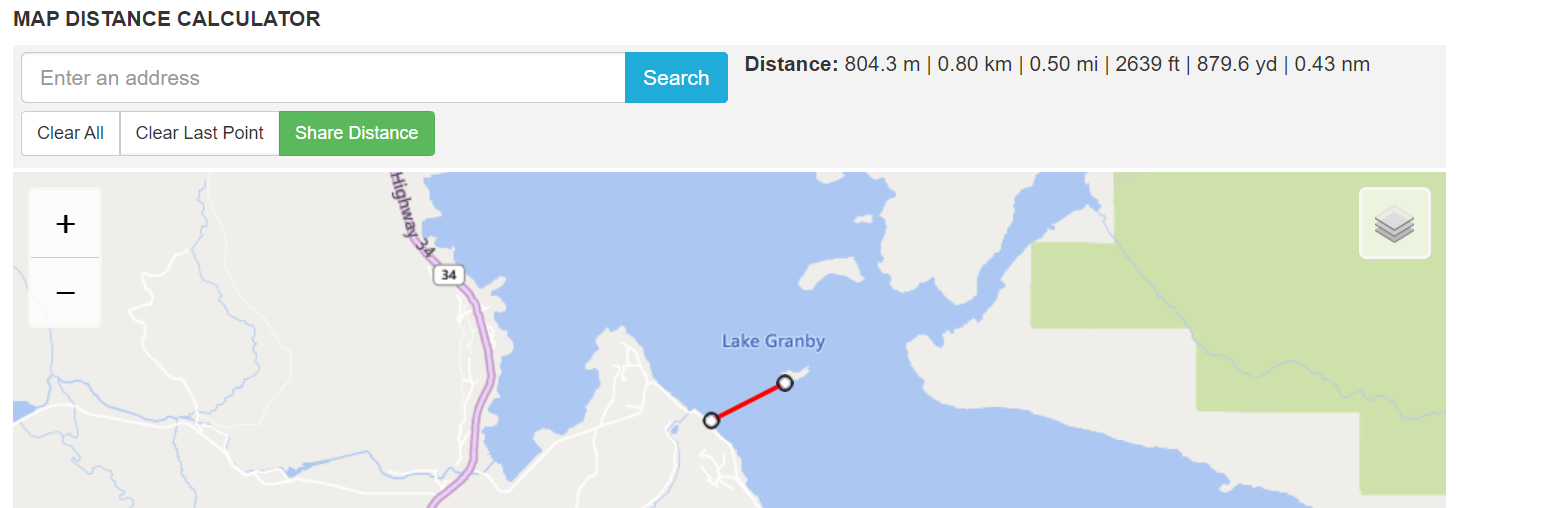 MAP DISTANCE CALCULATOR
Enter an address
Search
Distance: 804.3 m | 0.80 km | 0.50 mi | 2639 ft | 879.6 yd | 0.43 nm
Clear All
Clear Last Point
Share Distance
+
−
Highway 34
34
Lake Granby